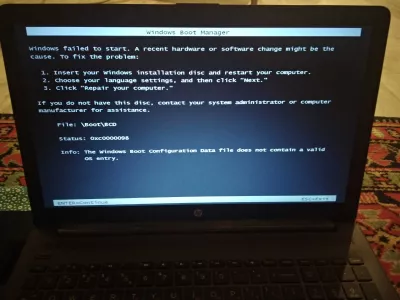 Windows Boot Manager
Windows failed to start. A recent hardware or software change might be the
cause. To fix the problem:
1. Insert your Windows installation disc and restart your computer.
2. Choose your language settings, and then click "Next."
3. Click "Repair your computer."
If you do not have this disc, contact your system administrator or computer
manufacturer for assistance.
File: \Boot\BCD
Status: 0xc0000098
Info: The Windows Boot Configuration Data file does not contain a valid
OS entry.
ENTER=Continue
ESC=Exit
hp